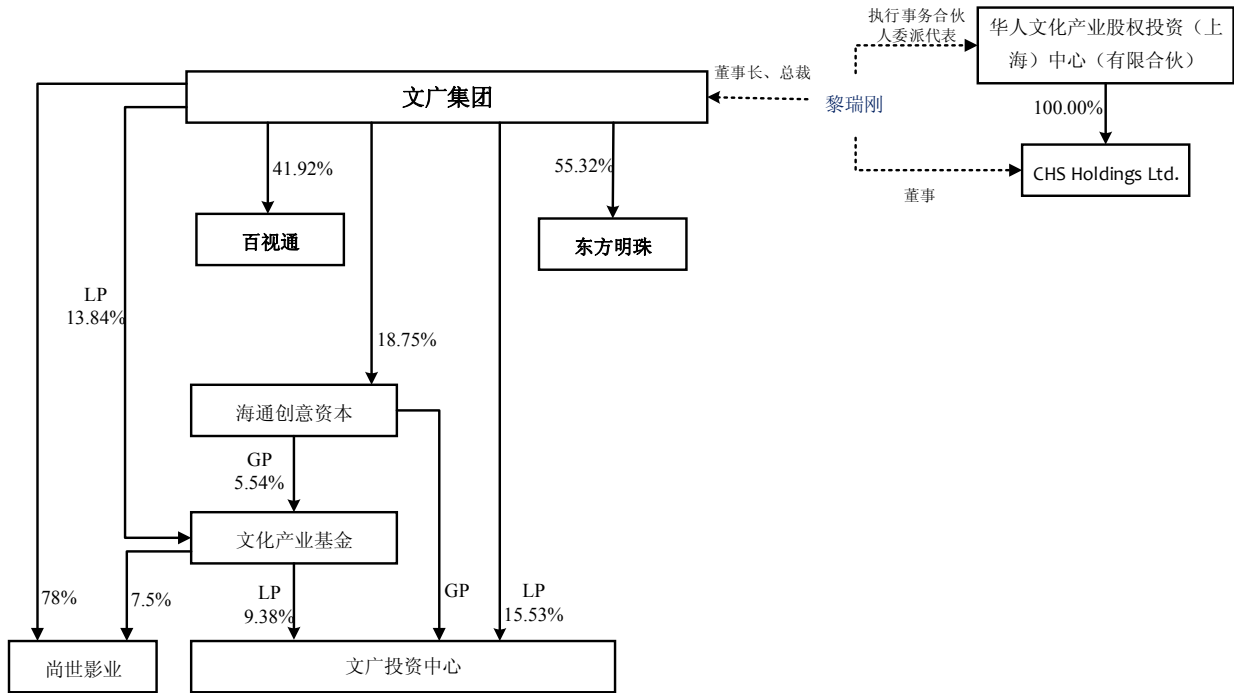 执行事务合伙
人委派代表
华人文化产业股权投资（上
海）中心（有限合伙）
董事长、总裁
文广集团
黎瑞刚
100.00%
41.92%
55.32%
CHS Holdings Ltd.
董事
百视通
东方明珠
LP
13.84%
18.75%
海通创意资本
GP
5.54%
文化产业基金
78%
7.5%
LP
9.38%
GP
LP
15.53%
尚世影业
文广投资中心